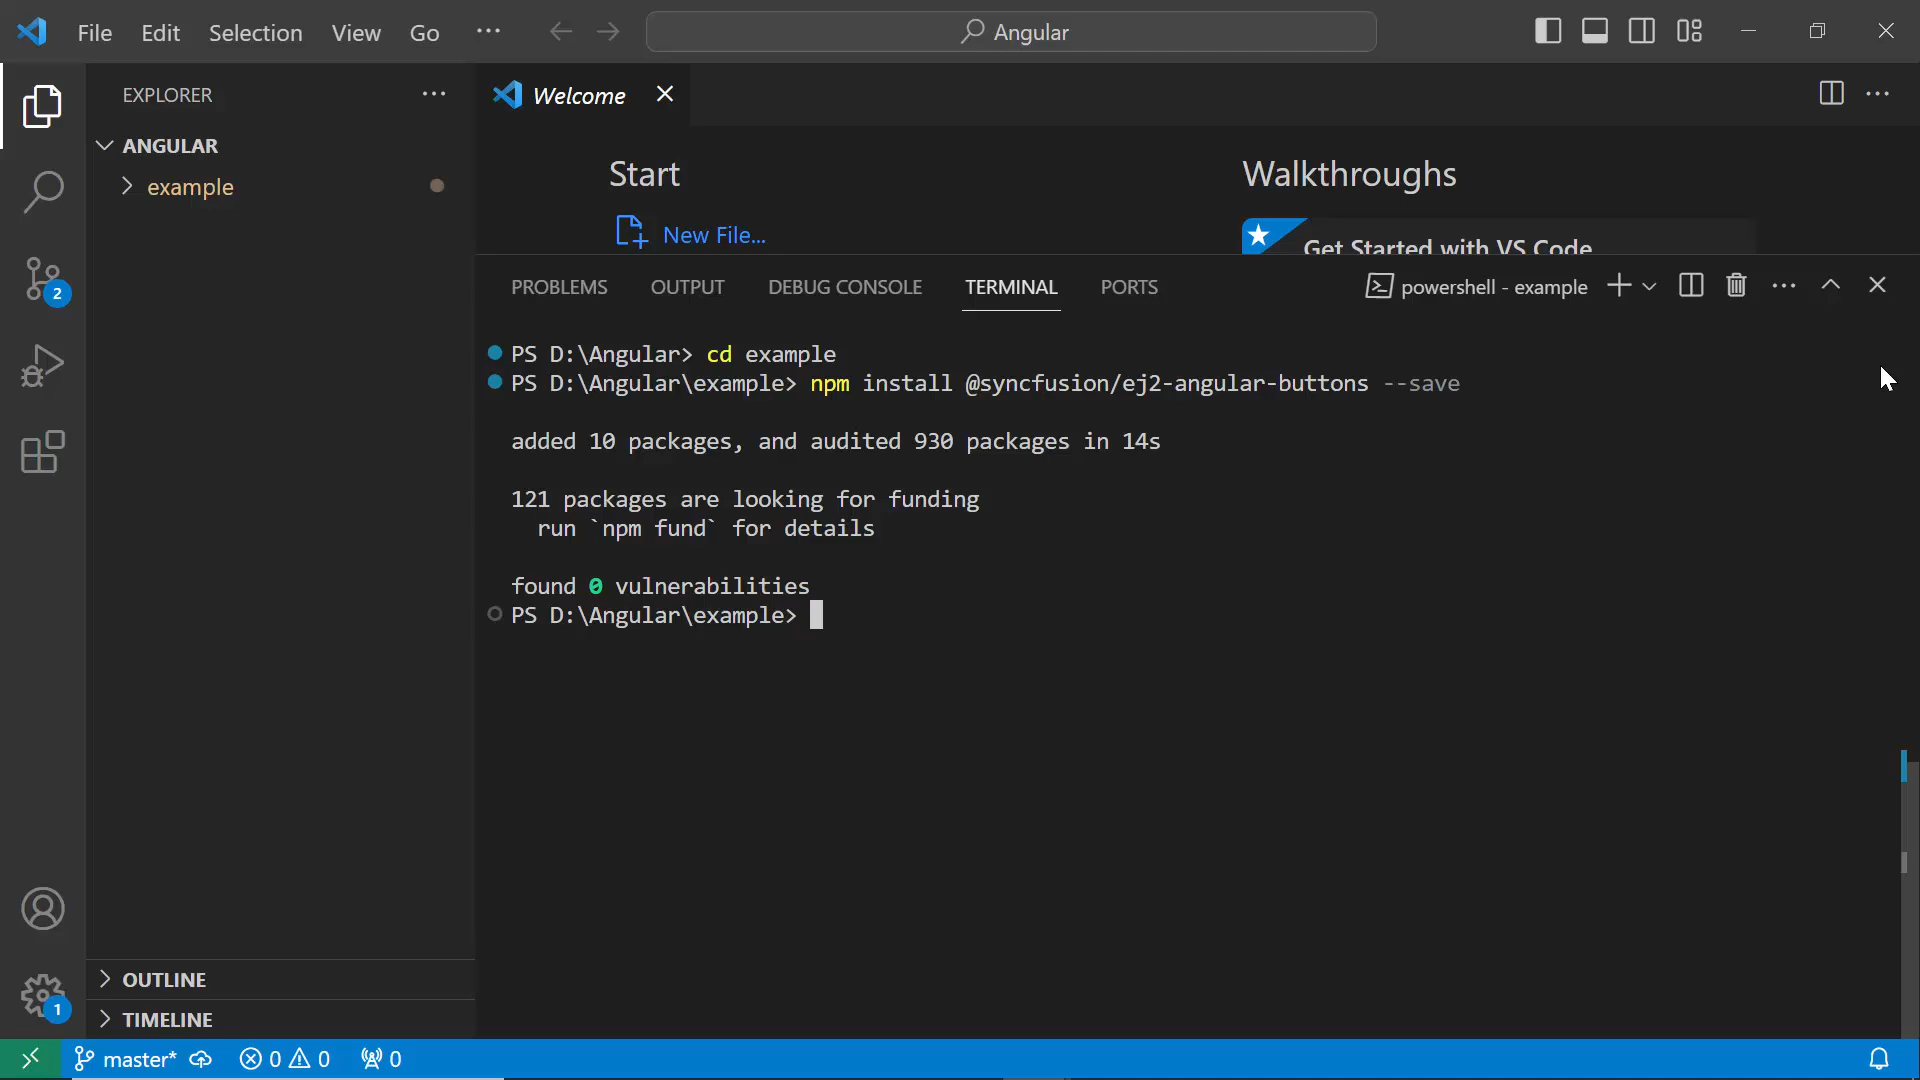 File Edit Selection View Go ··· Angular
EXPLORER ···
Welcome
ANGULAR
example
Start
Walkthroughs
New File...
Get Started with VS Code
2
PROBLEMS OUTPUT DEBUG CONSOLE TERMINAL PORTS
powershell - example
PS D:\Angular> cd example
PS D:\Angular\example> npm install @syncfusion/ej2-angular-buttons --save
added 10 packages, and audited 930 packages in 14s
121 packages are looking for funding
run `npm fund` for details
found 0 vulnerabilities
PS D:\Angular\example>
OUTLINE
1
TIMELINE
master* 0 0 0